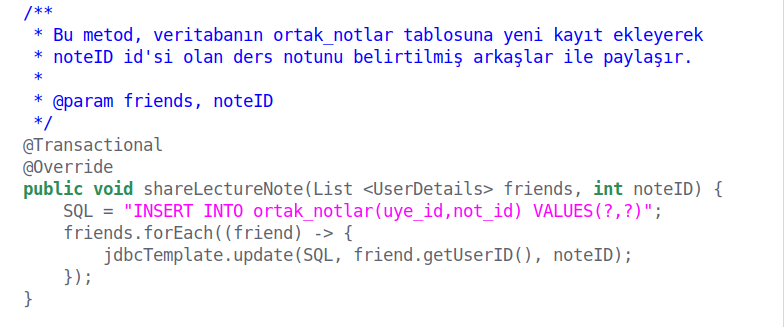 /**
 * Bu metod, veritabanın ortak_notlar tablosuna yeni kayıt ekleyerek
 * noteID id'si olan ders notunu belirtilmiş arkaşlar ile paylaşır.
 *
 * @param friends, noteID
 */
@Transactional
@Override
public void shareLectureNote(List <UserDetails> friends, int noteID) {
    SQL = "INSERT INTO ortak_notlar(uye_id,not_id) VALUES(?,?)";
    friends.forEach((friend) -> {
        jdbcTemplate.update(SQL, friend.getUserID(), noteID);
    });
}